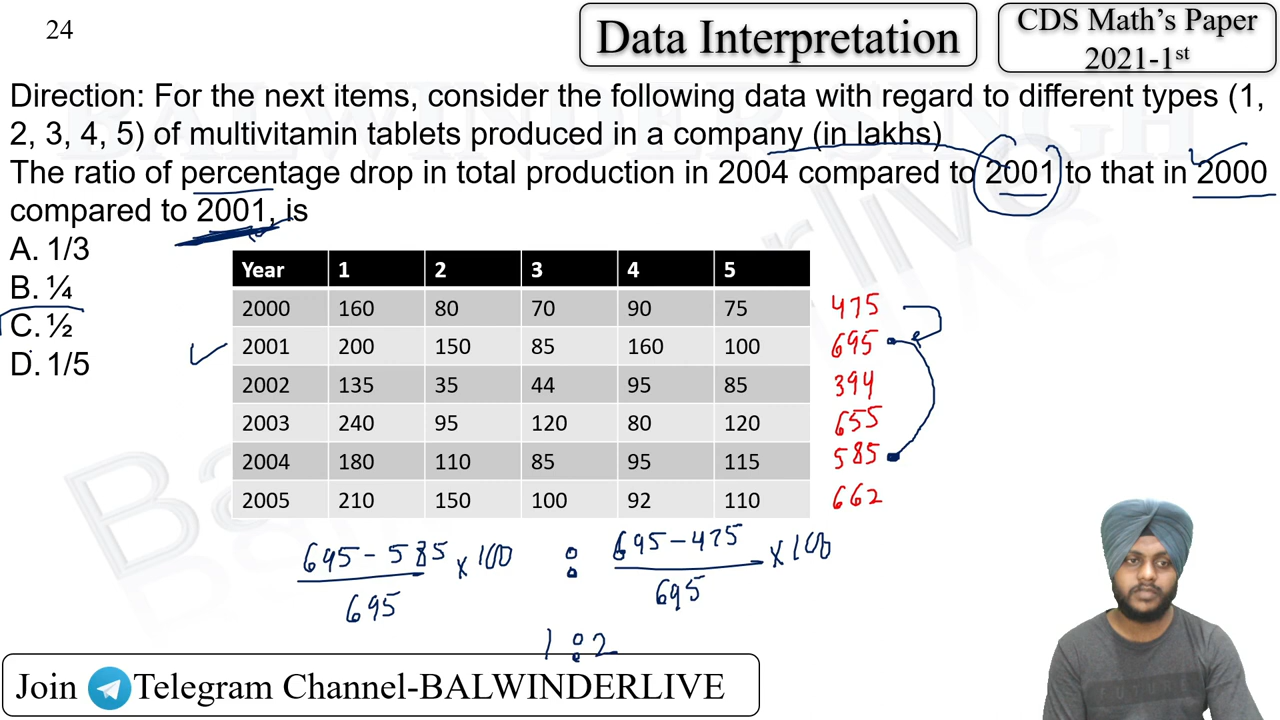 24
Data Interpretation
CDS Math's Paper
2021-1st
Direction: For the next items, consider the following data with regard to different types (1,
2, 3, 4, 5) of multivitamin tablets produced in a company (in lakhs)
The ratio of percentage drop in total production in 2004 compared to 2001 to that in 2000
compared to 2001, is
A. 1/3
B. ¼
C. ½
D. 1/5
Year 1 2 3 4 5
2000 160 80 70 90 75 475
2001 200 150 85 160 100 695
2002 135 35 44 95 85 394
2003 240 95 120 80 120 655
2004 180 110 85 95 115 585
2005 210 150 100 92 110 662
695 - 585 / 695 × 100 : 695 - 475 / 695 × 100
1 : 2
Join Telegram Channel-BALWINDERLIVE
FUTURE